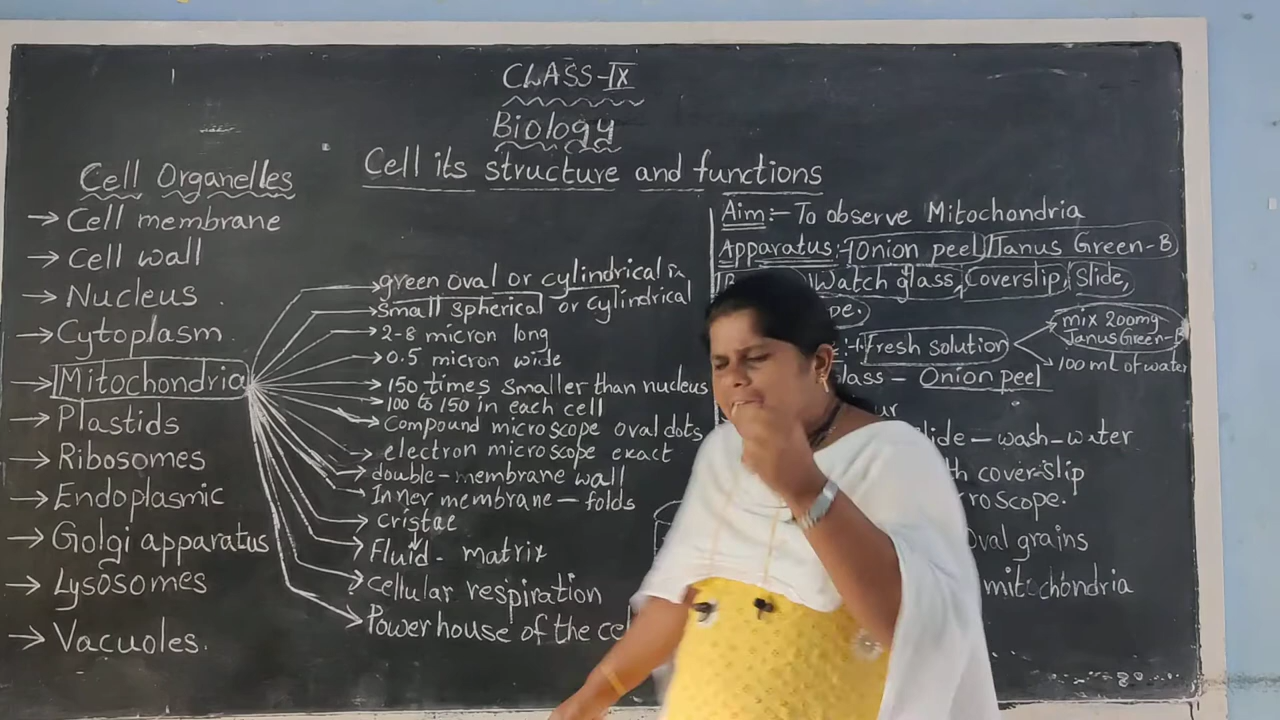 CLASS-IX
Biology
Cell its structure and functions
Cell Organelles
→ Cell membrane
→ Cell wall
→ Nucleus
→ Cytoplasm
→ Mitochondria
→ Plastids
→ Ribosomes
→ Endoplasmic
→ Golgi apparatus
→ Lysosomes
→ Vacuoles.
green oval or cylindrical in
small spherical or cylindrical
2-8 micron long
0.5 micron wide
150 times smaller than nucleus
100 to 150 in each cell
Compound microscope oval dots
electron microscope exact
double-membrane wall
Inner membrane — folds
cristae
Fluid - matrix
cellular respiration
Power house of the
Aim:- To observe Mitochondria
Apparatus:- Onion peel, Janus Green-B
Watch glass, Coverslip, Slide,
Fresh solution
mix 200mg
Janus Green-B
100 ml of water
— Onion peel
— wash-water
cover-slip
oval grains
mitochondria